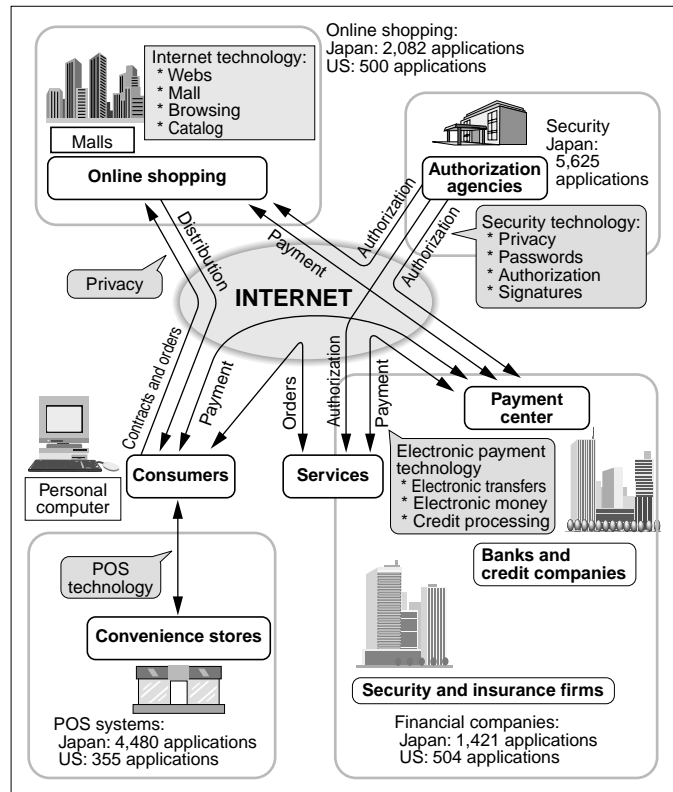 Online shopping:
Japan: 2,082 applications
US: 500 applications
Internet technology:
* Webs
* Mall
* Browsing
* Catalog
Malls
Online shopping
Security
Japan:
5,625
applications
Authorization
agencies
Security technology:
* Privacy
* Passwords
* Authorization
* Signatures
Distribution
Payment
Authorization
Authorization
Privacy
INTERNET
Contracts and orders
Payment
Orders
Authorization
Payment
Payment
center
Personal
computer
Consumers
Services
Electronic payment
technology
* Electronic transfers
* Electronic money
* Credit processing
Banks and
credit companies
POS
technology
Convenience stores
Security and insurance firms
POS systems:
Japan: 4,480 applications
US: 355 applications
Financial companies:
Japan: 1,421 applications
US: 504 applications